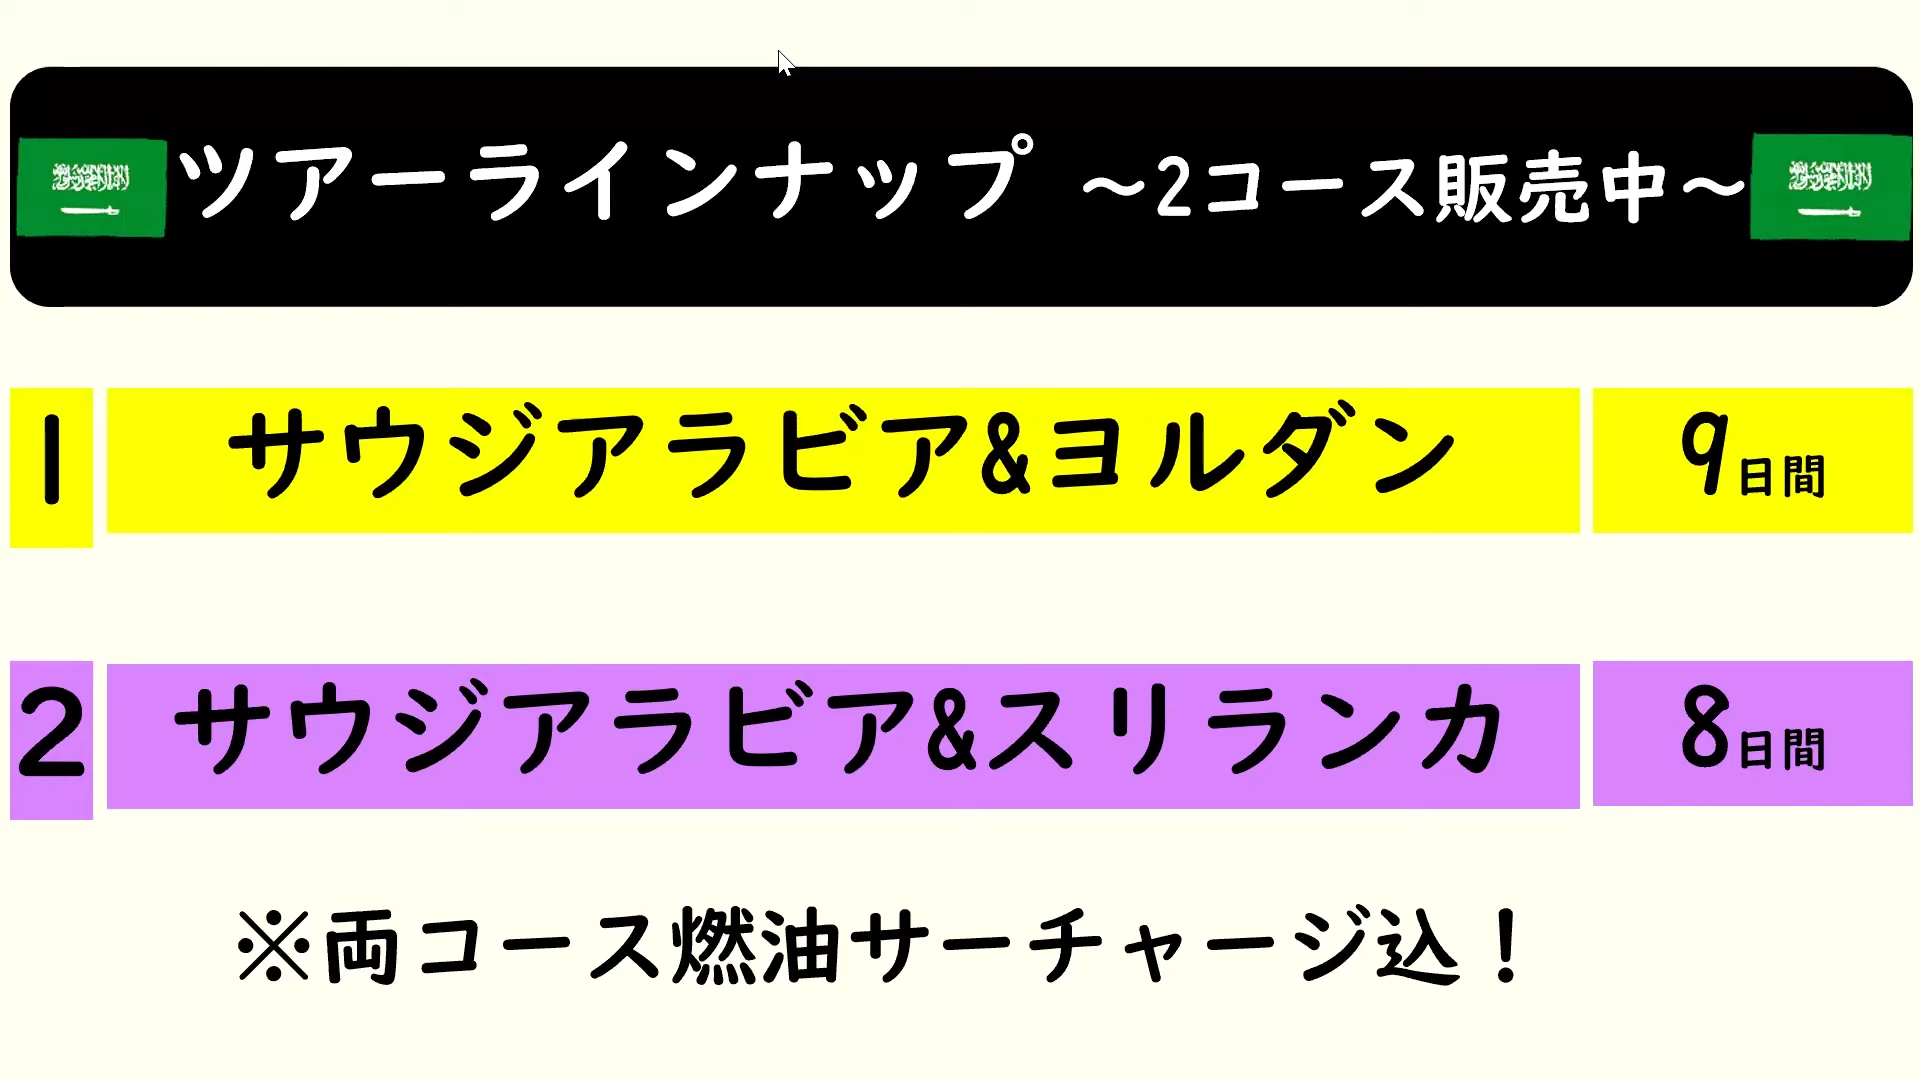 ツアーラインナップ ～2コース販売中～
1 サウジアラビア&ヨルダン 9日間
2 サウジアラビア&スリランカ 8日間
※両コース燃油サーチャージ込！